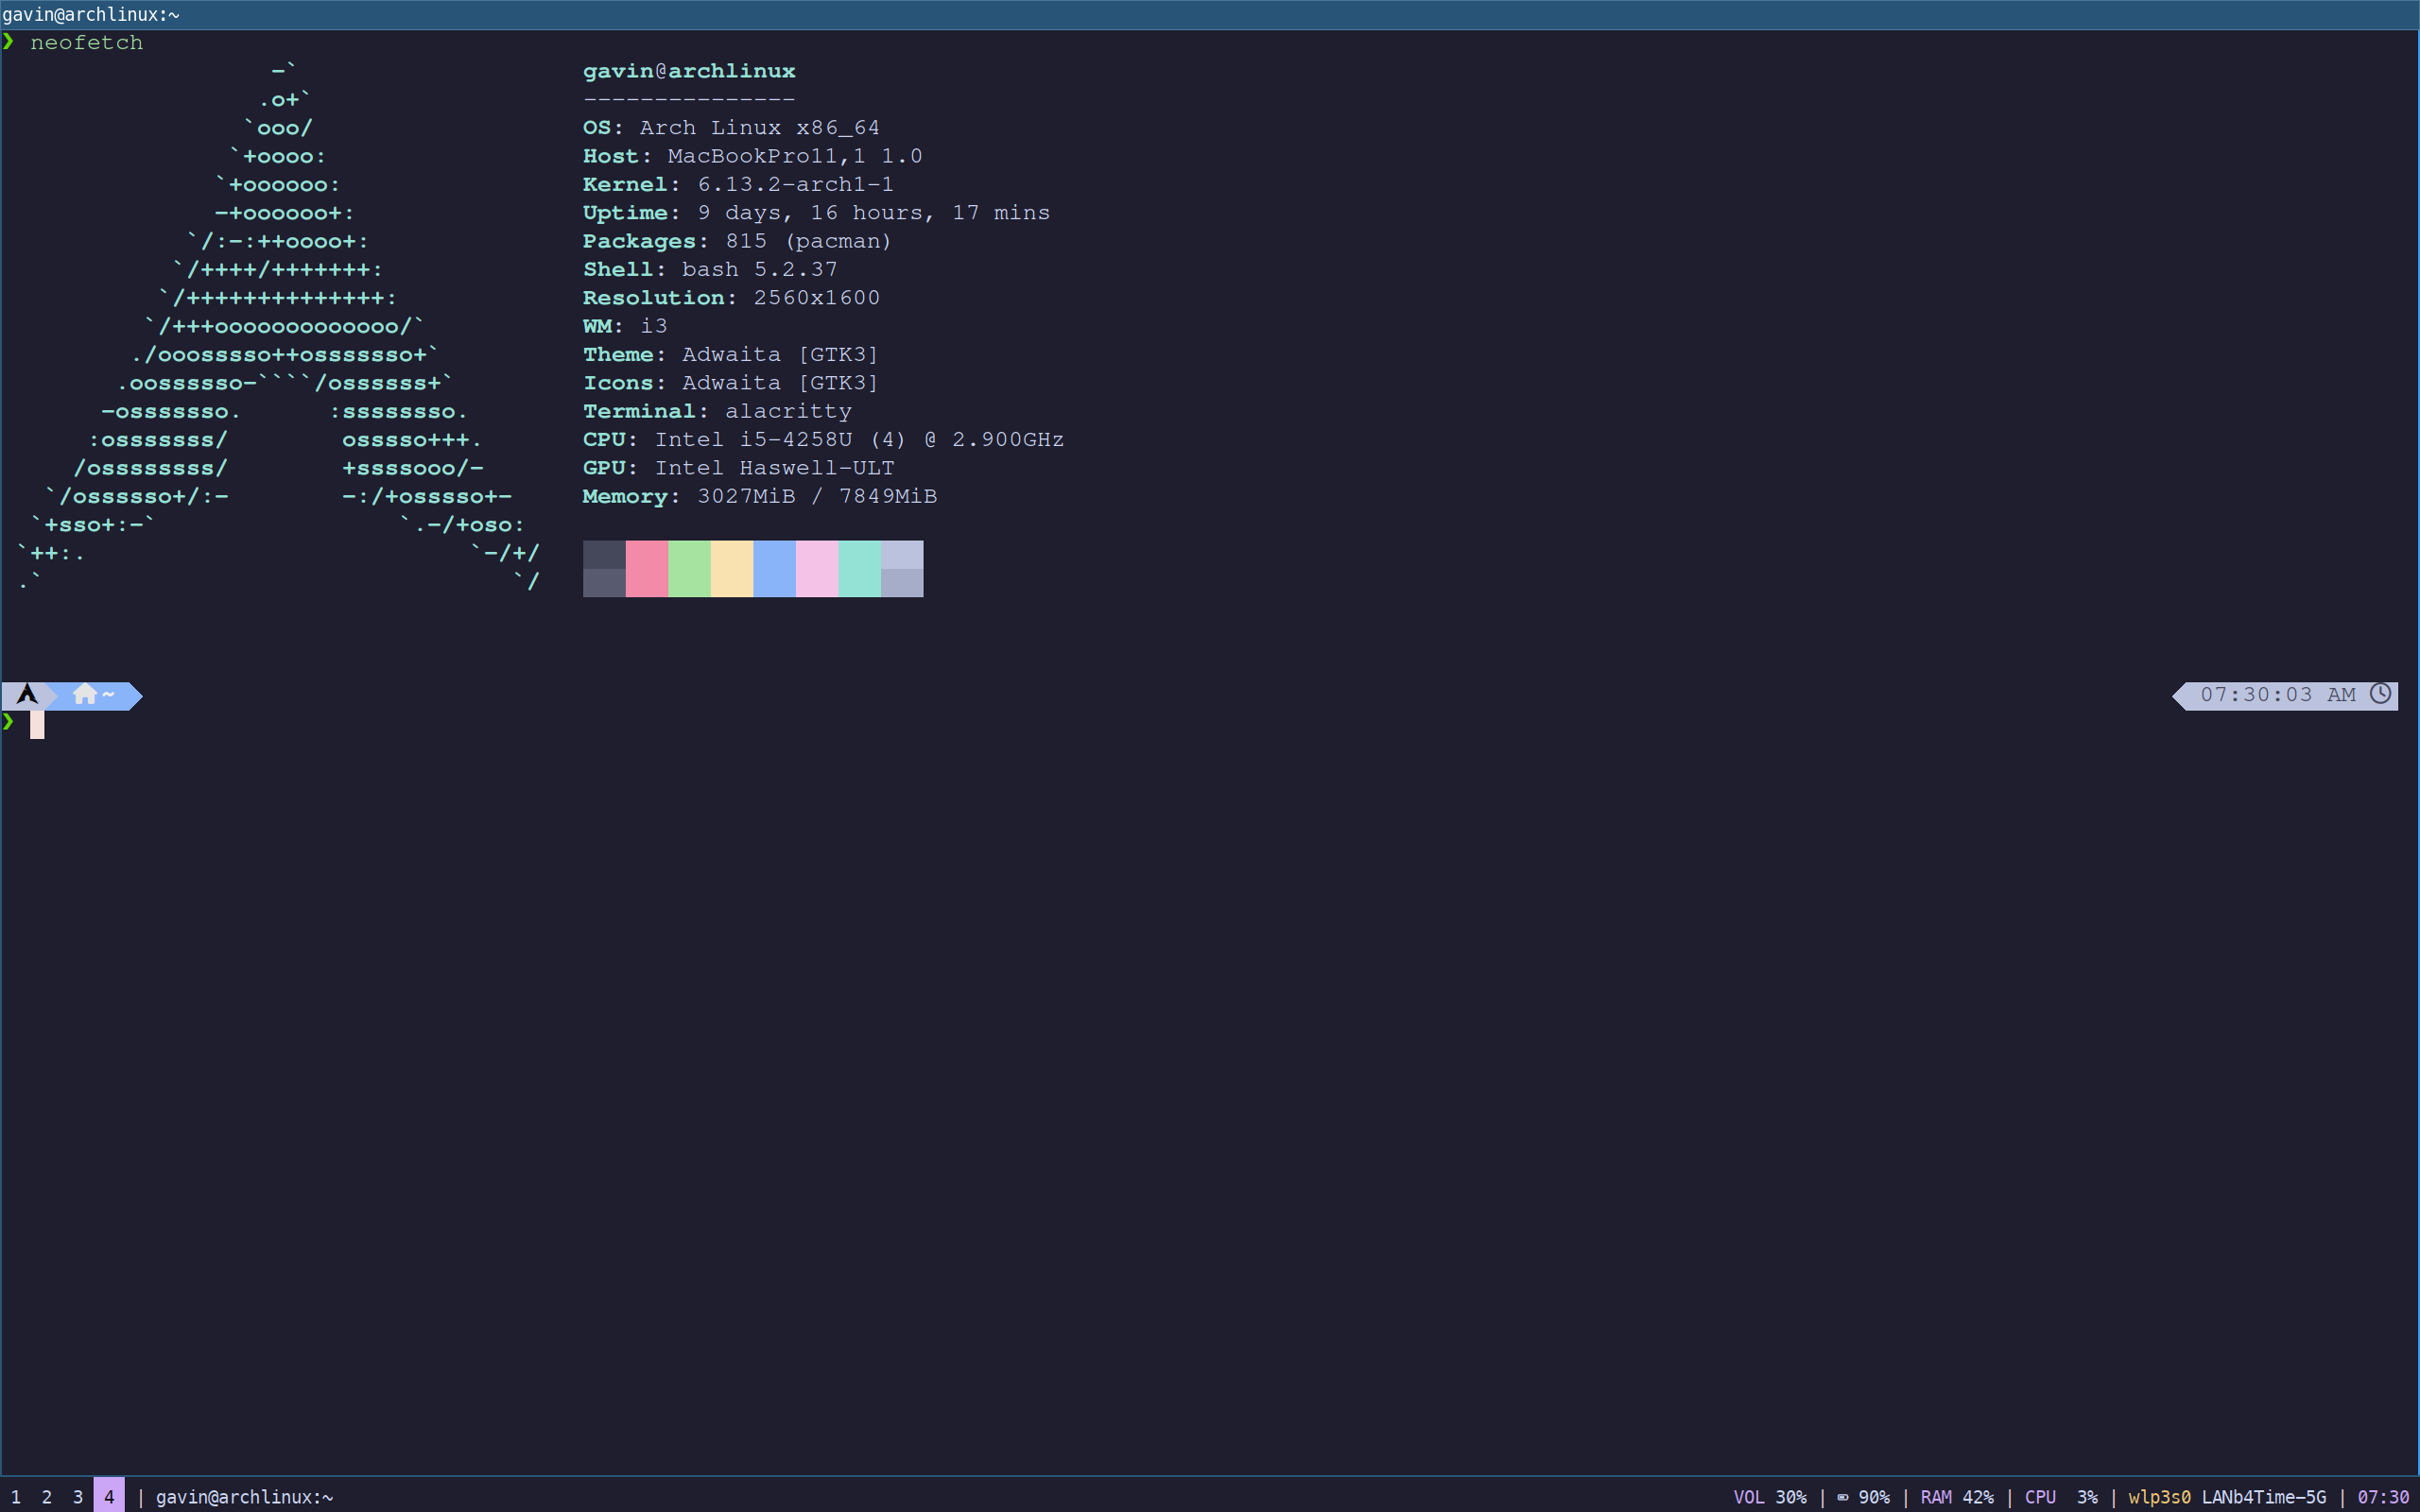 gavin@archlinux:~
❯ neofetch
-`
.o+`
`ooo/
`+oooo:
`+oooooo:
-+oooooo+:
`/:-:++oooo+:
`/++++/+++++++:
`/++++++++++++++:
`/+++ooooooooooooo/`
./ooosssso++osssssso+`
.oossssso-````/ossssss+`
-osssssso.      :ssssssso.
:osssssss/        osssso+++.
/ossssssss/        +ssssooo/-
`/ossssso+/:-        -:/+osssso+-
`+sso+:-`                 `.-/+oso:
`++:.                           `-/+/
.`                                 `/
gavin@archlinux
---------------
OS: Arch Linux x86_64
Host: MacBookPro11,1 1.0
Kernel: 6.13.2-arch1-1
Uptime: 9 days, 16 hours, 17 mins
Packages: 815 (pacman)
Shell: bash 5.2.37
Resolution: 2560x1600
WM: i3
Theme: Adwaita [GTK3]
Icons: Adwaita [GTK3]
Terminal: alacritty
CPU: Intel i5-4258U (4) @ 2.900GHz
GPU: Intel Haswell-ULT
Memory: 3027MiB / 7849MiB
~ 07:30:03 AM
❯
1 2 3 4 | gavin@archlinux:~ VOL 30% | 90% | RAM 42% | CPU 3% | wlp3s0 LANb4Time-5G | 07:30